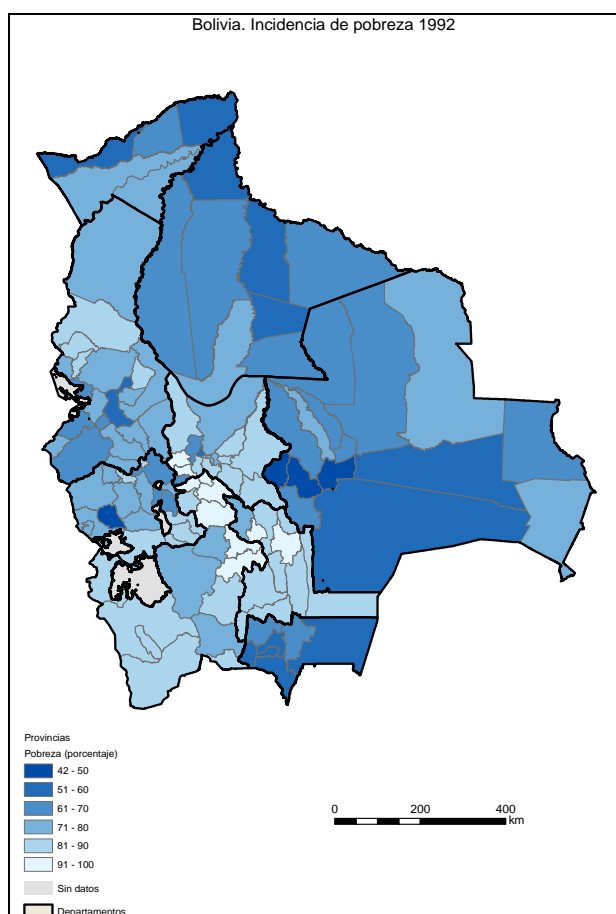 Bolivia. Incidencia de pobreza 1992
Provincias
Pobreza (porcentaje)
42 - 50
51 - 60
61 - 70
71 - 80
81 - 90
91 - 100
Sin datos
Departamentos
0 200 400
km